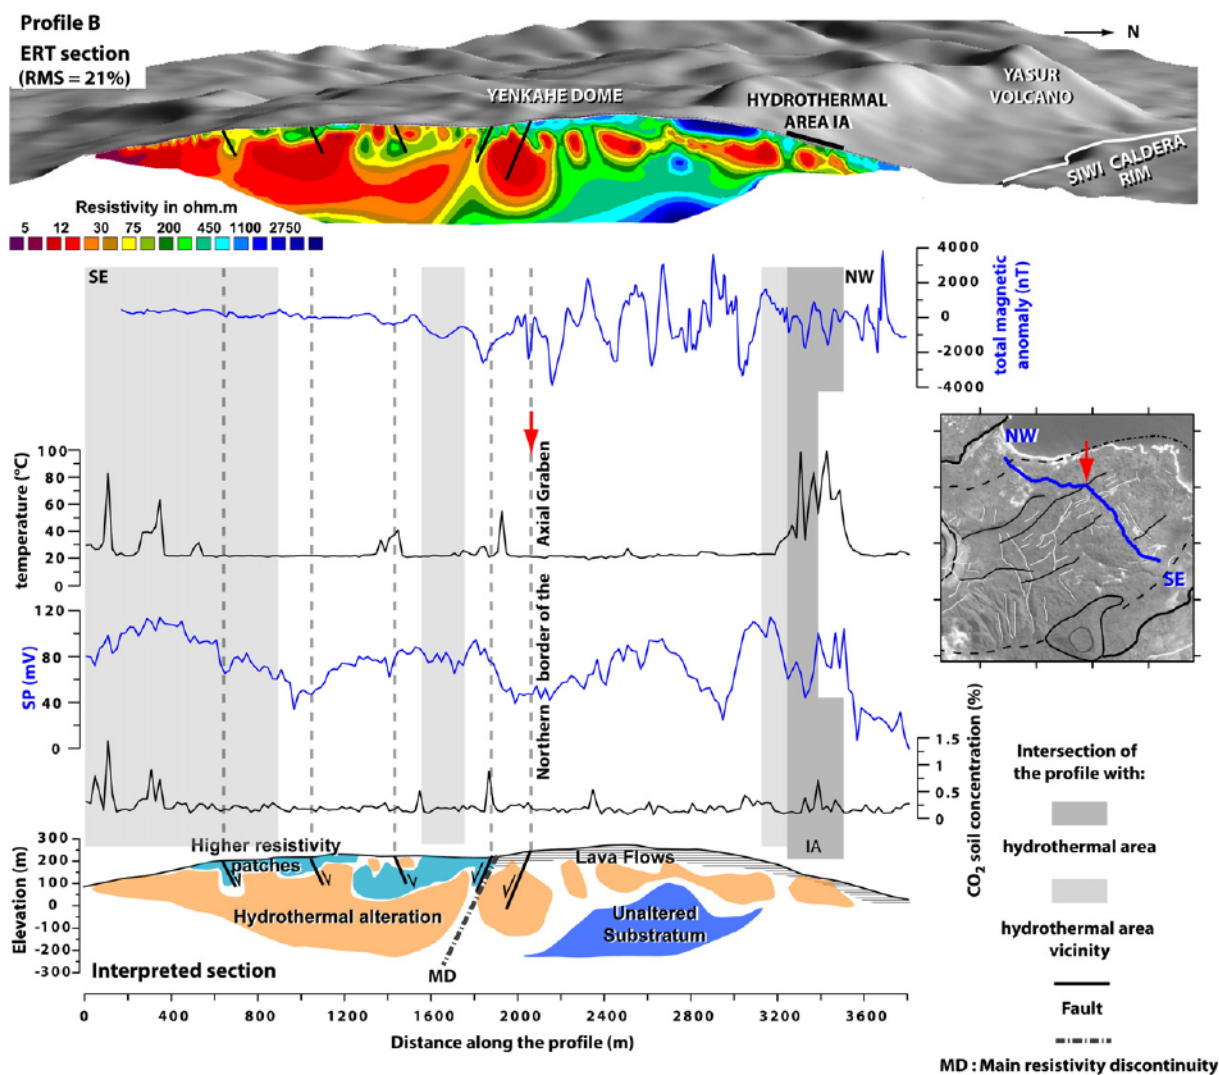 Profile B
ERT section
(RMS = 21%)
N
YASUR
VOLCANO
YENKAHE DOME
HYDROTHERMAL
AREA IA
SIWI CALDERA
RIM
Resistivity in ohm.m
5 12 30 75 200 450 1100 2750
SE
NW
4000
2000
0
-2000
-4000
total magnetic
anomaly (nT)
100
80
60
40
20
0
temperature (°C)
Northern border of the Axial Graben
NW
SE
120
80
40
0
SP (mV)
1.5
1
0.5
0
CO2 soil concentration (%)
Intersection of
the profile with:
hydrothermal area
hydrothermal area
vicinity
Fault
MD : Main resistivity discontinuity
300
200
100
0
-100
-200
-300
Elevation (m)
Higher resistivity
patches
Lava Flows
IA
Hydrothermal alteration
Unaltered
Substratum
Interpreted section
MD
0 400 800 1200 1600 2000 2400 2800 3200 3600
Distance along the profile (m)